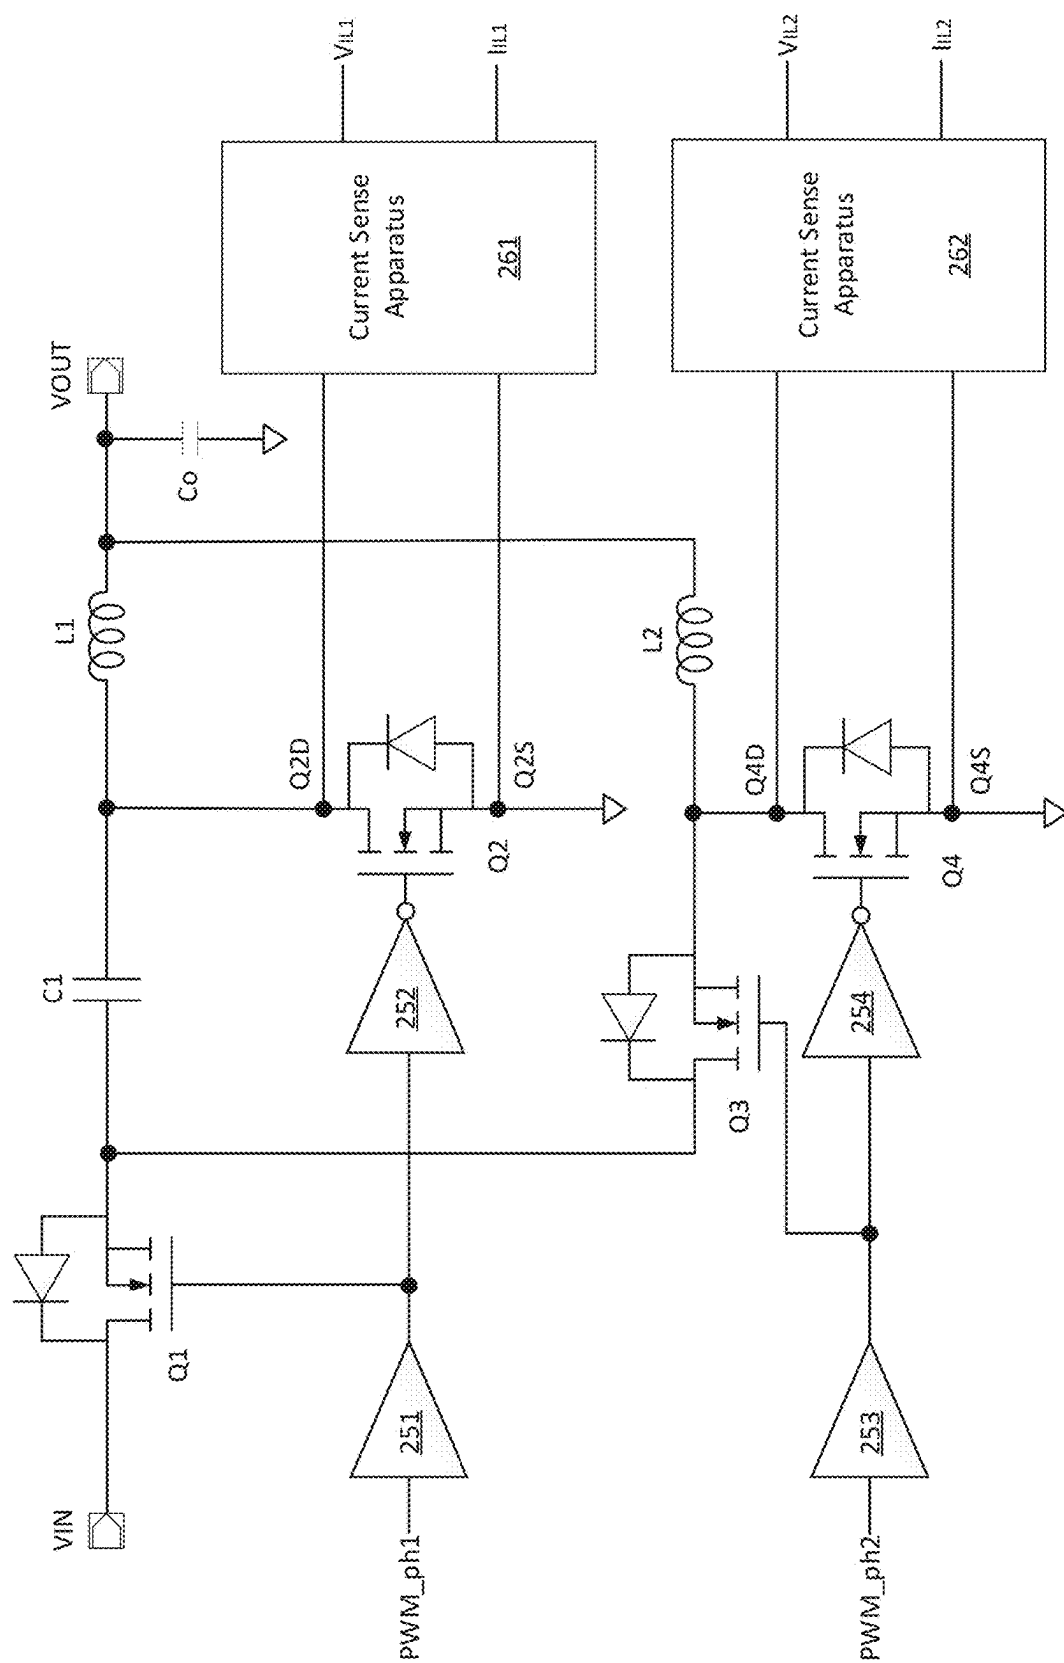 VIN
Q1
C1
L1
VOUT
Co
PWM_ph1
251
252
Q2
Q2D
Q2S
Current Sense
Apparatus
261
VIL1
IIL1
Q3
L2
PWM_ph2
253
254
Q4
Q4D
Q4S
Current Sense
Apparatus
262
VIL2
IIL2